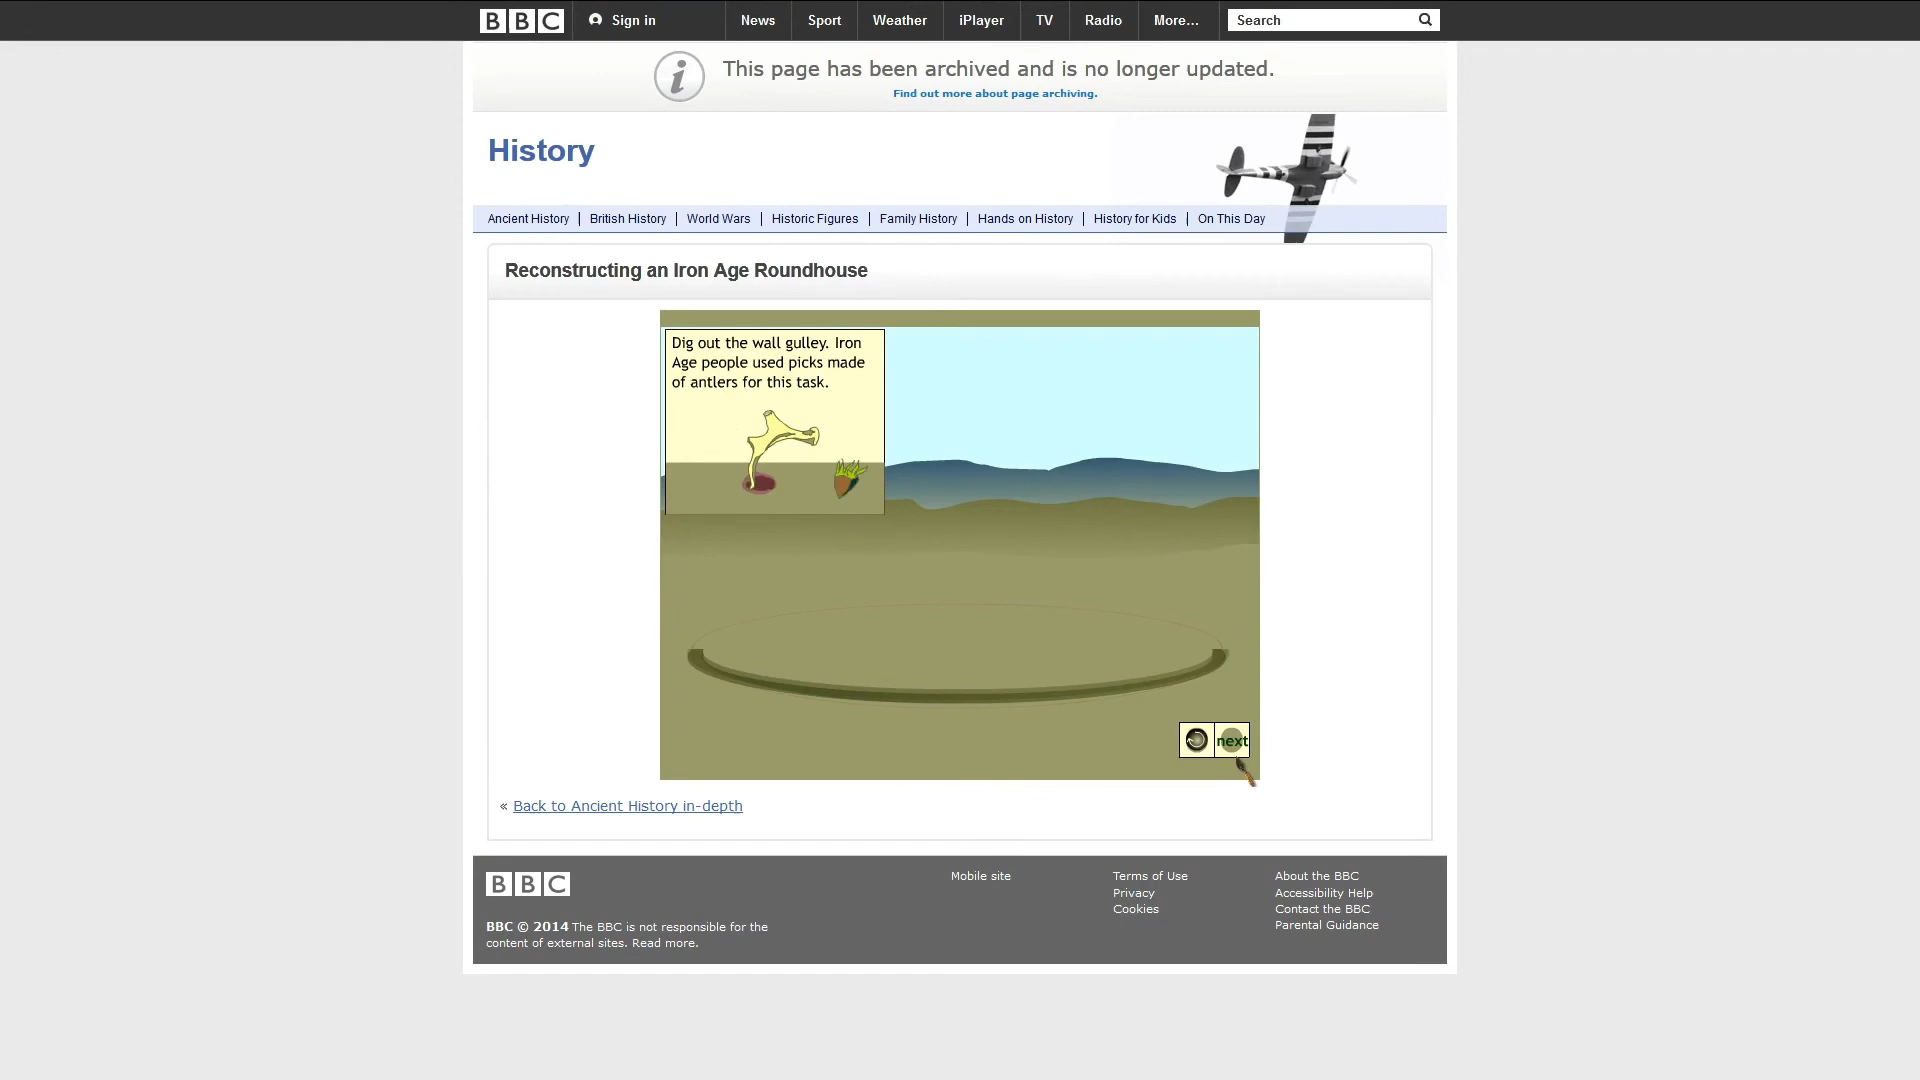 BBC Sign in News Sport Weather iPlayer TV Radio More... Search
This page has been archived and is no longer updated.
Find out more about page archiving.
History
Ancient History | British History | World Wars | Historic Figures | Family History | Hands on History | History for Kids | On This Day
Reconstructing an Iron Age Roundhouse
Dig out the wall gulley. Iron
Age people used picks made
of antlers for this task.
next
« Back to Ancient History in-depth
BBC
Mobile site
Terms of Use
Privacy
Cookies
About the BBC
Accessibility Help
Contact the BBC
Parental Guidance
BBC © 2014 The BBC is not responsible for the
content of external sites. Read more.